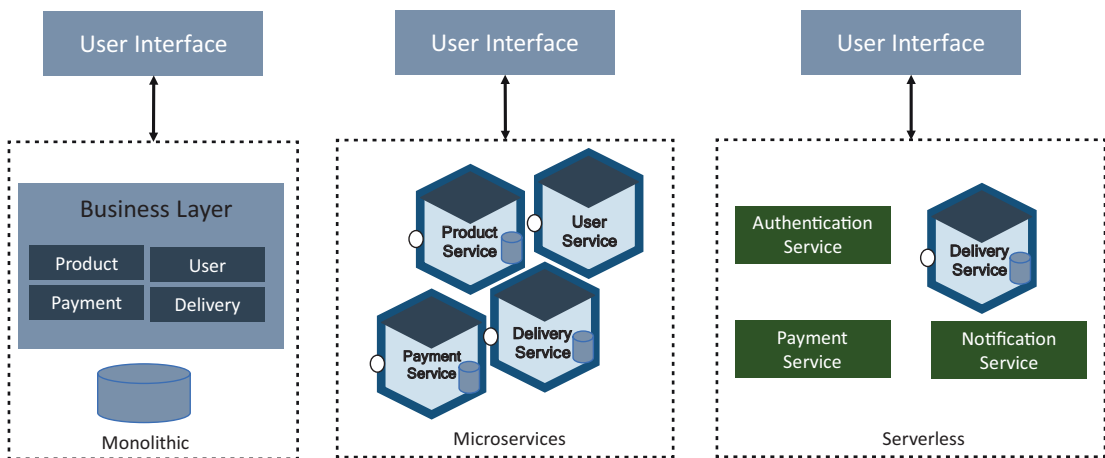 User Interface
User Interface
User Interface
Business Layer
Product
User
Payment
Delivery
Monolithic
Product
Service
User
Service
Payment
Service
Delivery
Service
Microservices
Authentication
Service
Delivery
Service
Payment
Service
Notification
Service
Serverless